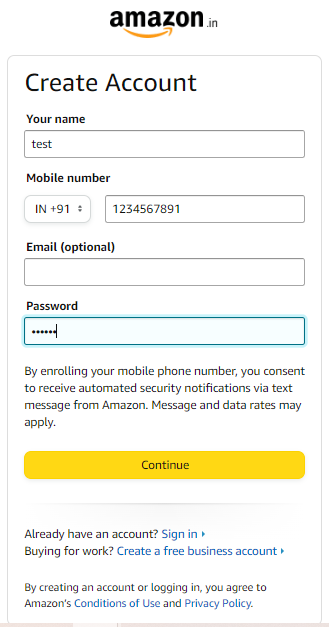 amazon.in
Create Account
Your name
test
Mobile number
IN +91 1234567891
Email (optional)
Password
••••••
By enrolling your mobile phone number, you consent
to receive automated security notifications via text
message from Amazon. Message and data rates may
apply.
Continue
Already have an account? Sign in
Buying for work? Create a free business account
By creating an account or logging in, you agree to
Amazon's Conditions of Use and Privacy Policy.